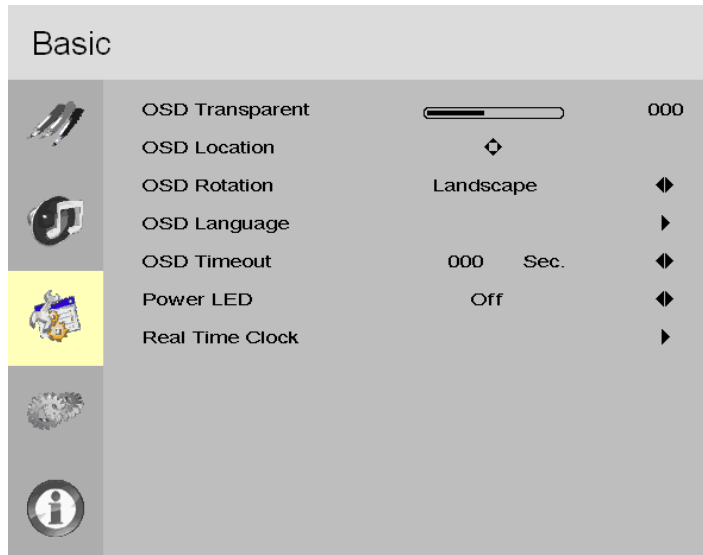 Basic
OSD Transparent 000
OSD Location
OSD Rotation Landscape
OSD Language
OSD Timeout 000 Sec.
Power LED Off
Real Time Clock